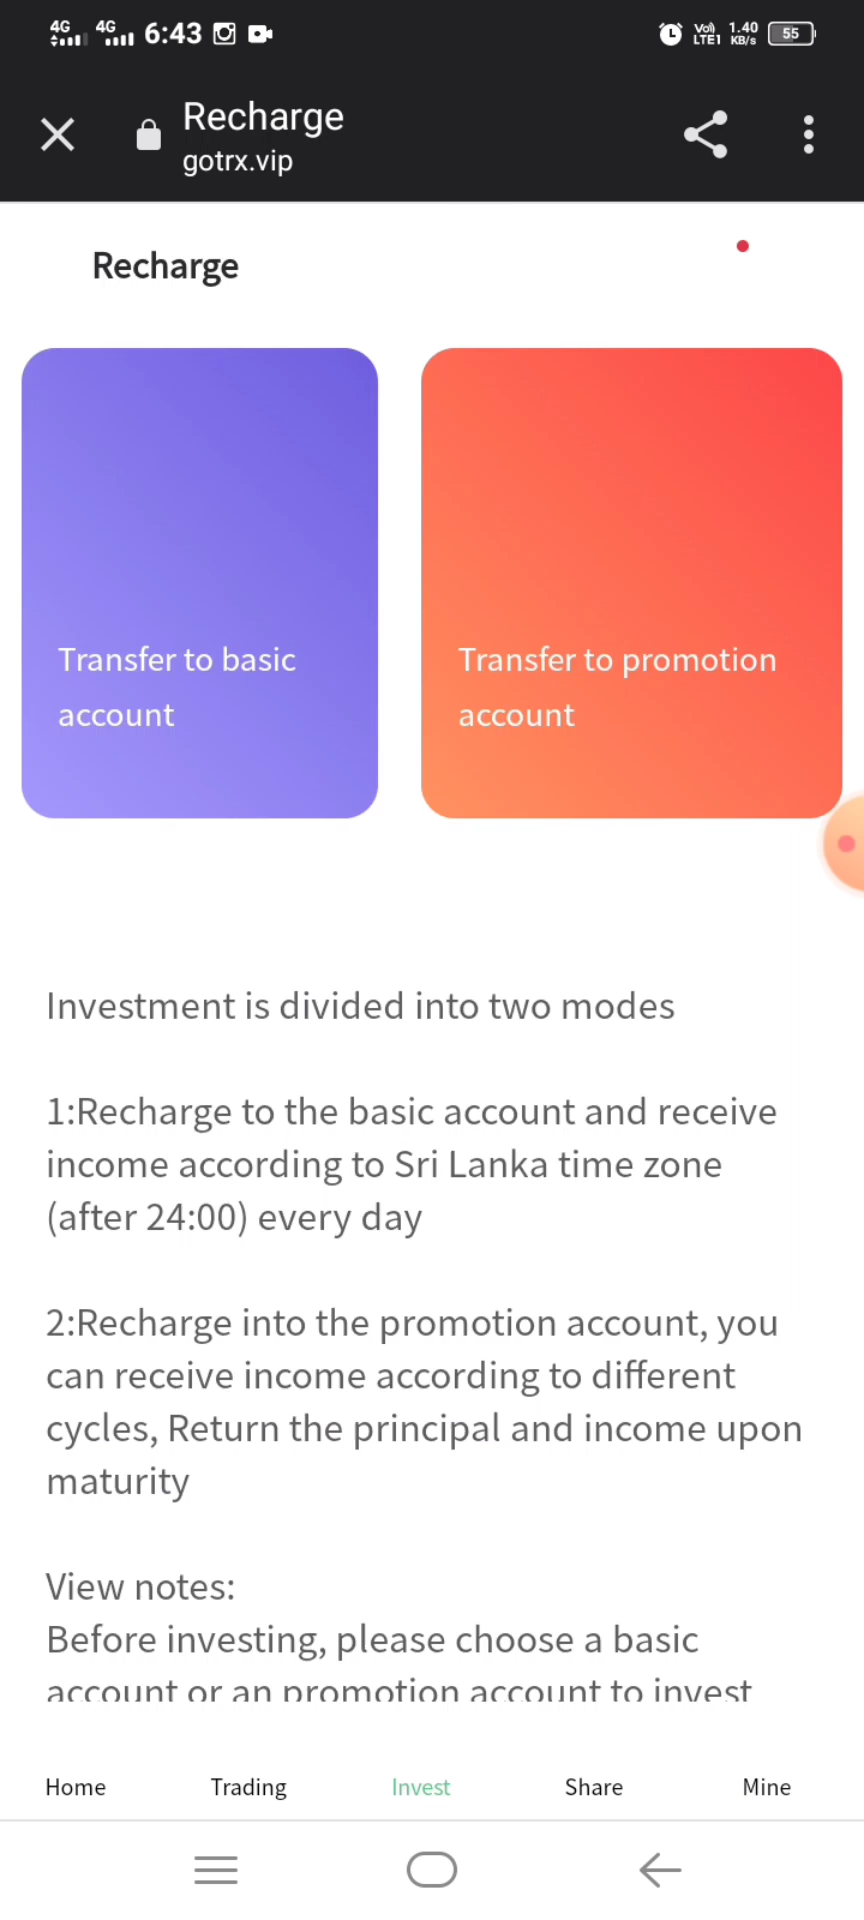 4G 4G 6:43 Vo) LTE1 1.40 KB/s 55
Recharge
gotrx.vip
Recharge
Transfer to basic
account
Transfer to promotion
account
Investment is divided into two modes
1:Recharge to the basic account and receive
income according to Sri Lanka time zone
(after 24:00) every day
2:Recharge into the promotion account, you
can receive income according to different
cycles, Return the principal and income upon
maturity
View notes:
Before investing, please choose a basic
account or an promotion account to invest
Home Trading Invest Share Mine